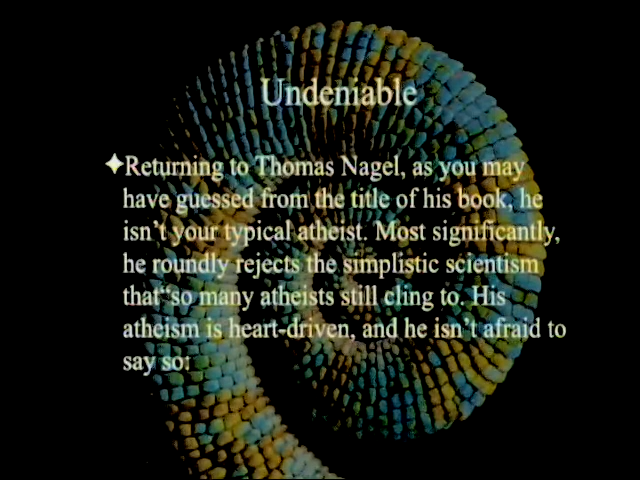 Undeniable
✦Returning to Thomas Nagel, as you may
have guessed from the title of his book, he
isn't your typical atheist. Most significantly,
he roundly rejects the simplistic scientism
that“so many atheists still cling to. His
atheism is heart-driven, and he isn't afraid to
say so: